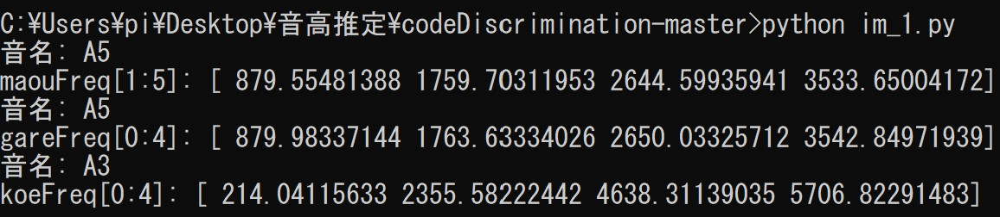 C:¥Users¥pi¥Desktop¥音高推定¥codeDiscrimination-master>python im_1.py
音名: A5
maouFreq[1:5]: [ 879.55481388 1759.70311953 2644.59935941 3533.65004172]
音名: A5
gareFreq[0:4]: [ 879.98337144 1763.63334026 2650.03325712 3542.84971939]
音名: A3
koeFreq[0:4]: [ 214.04115633 2355.58222442 4638.31139035 5706.82291483]